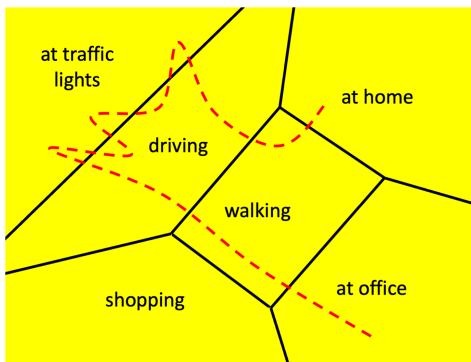 at traffic
lights
at home
driving
walking
at office
shopping